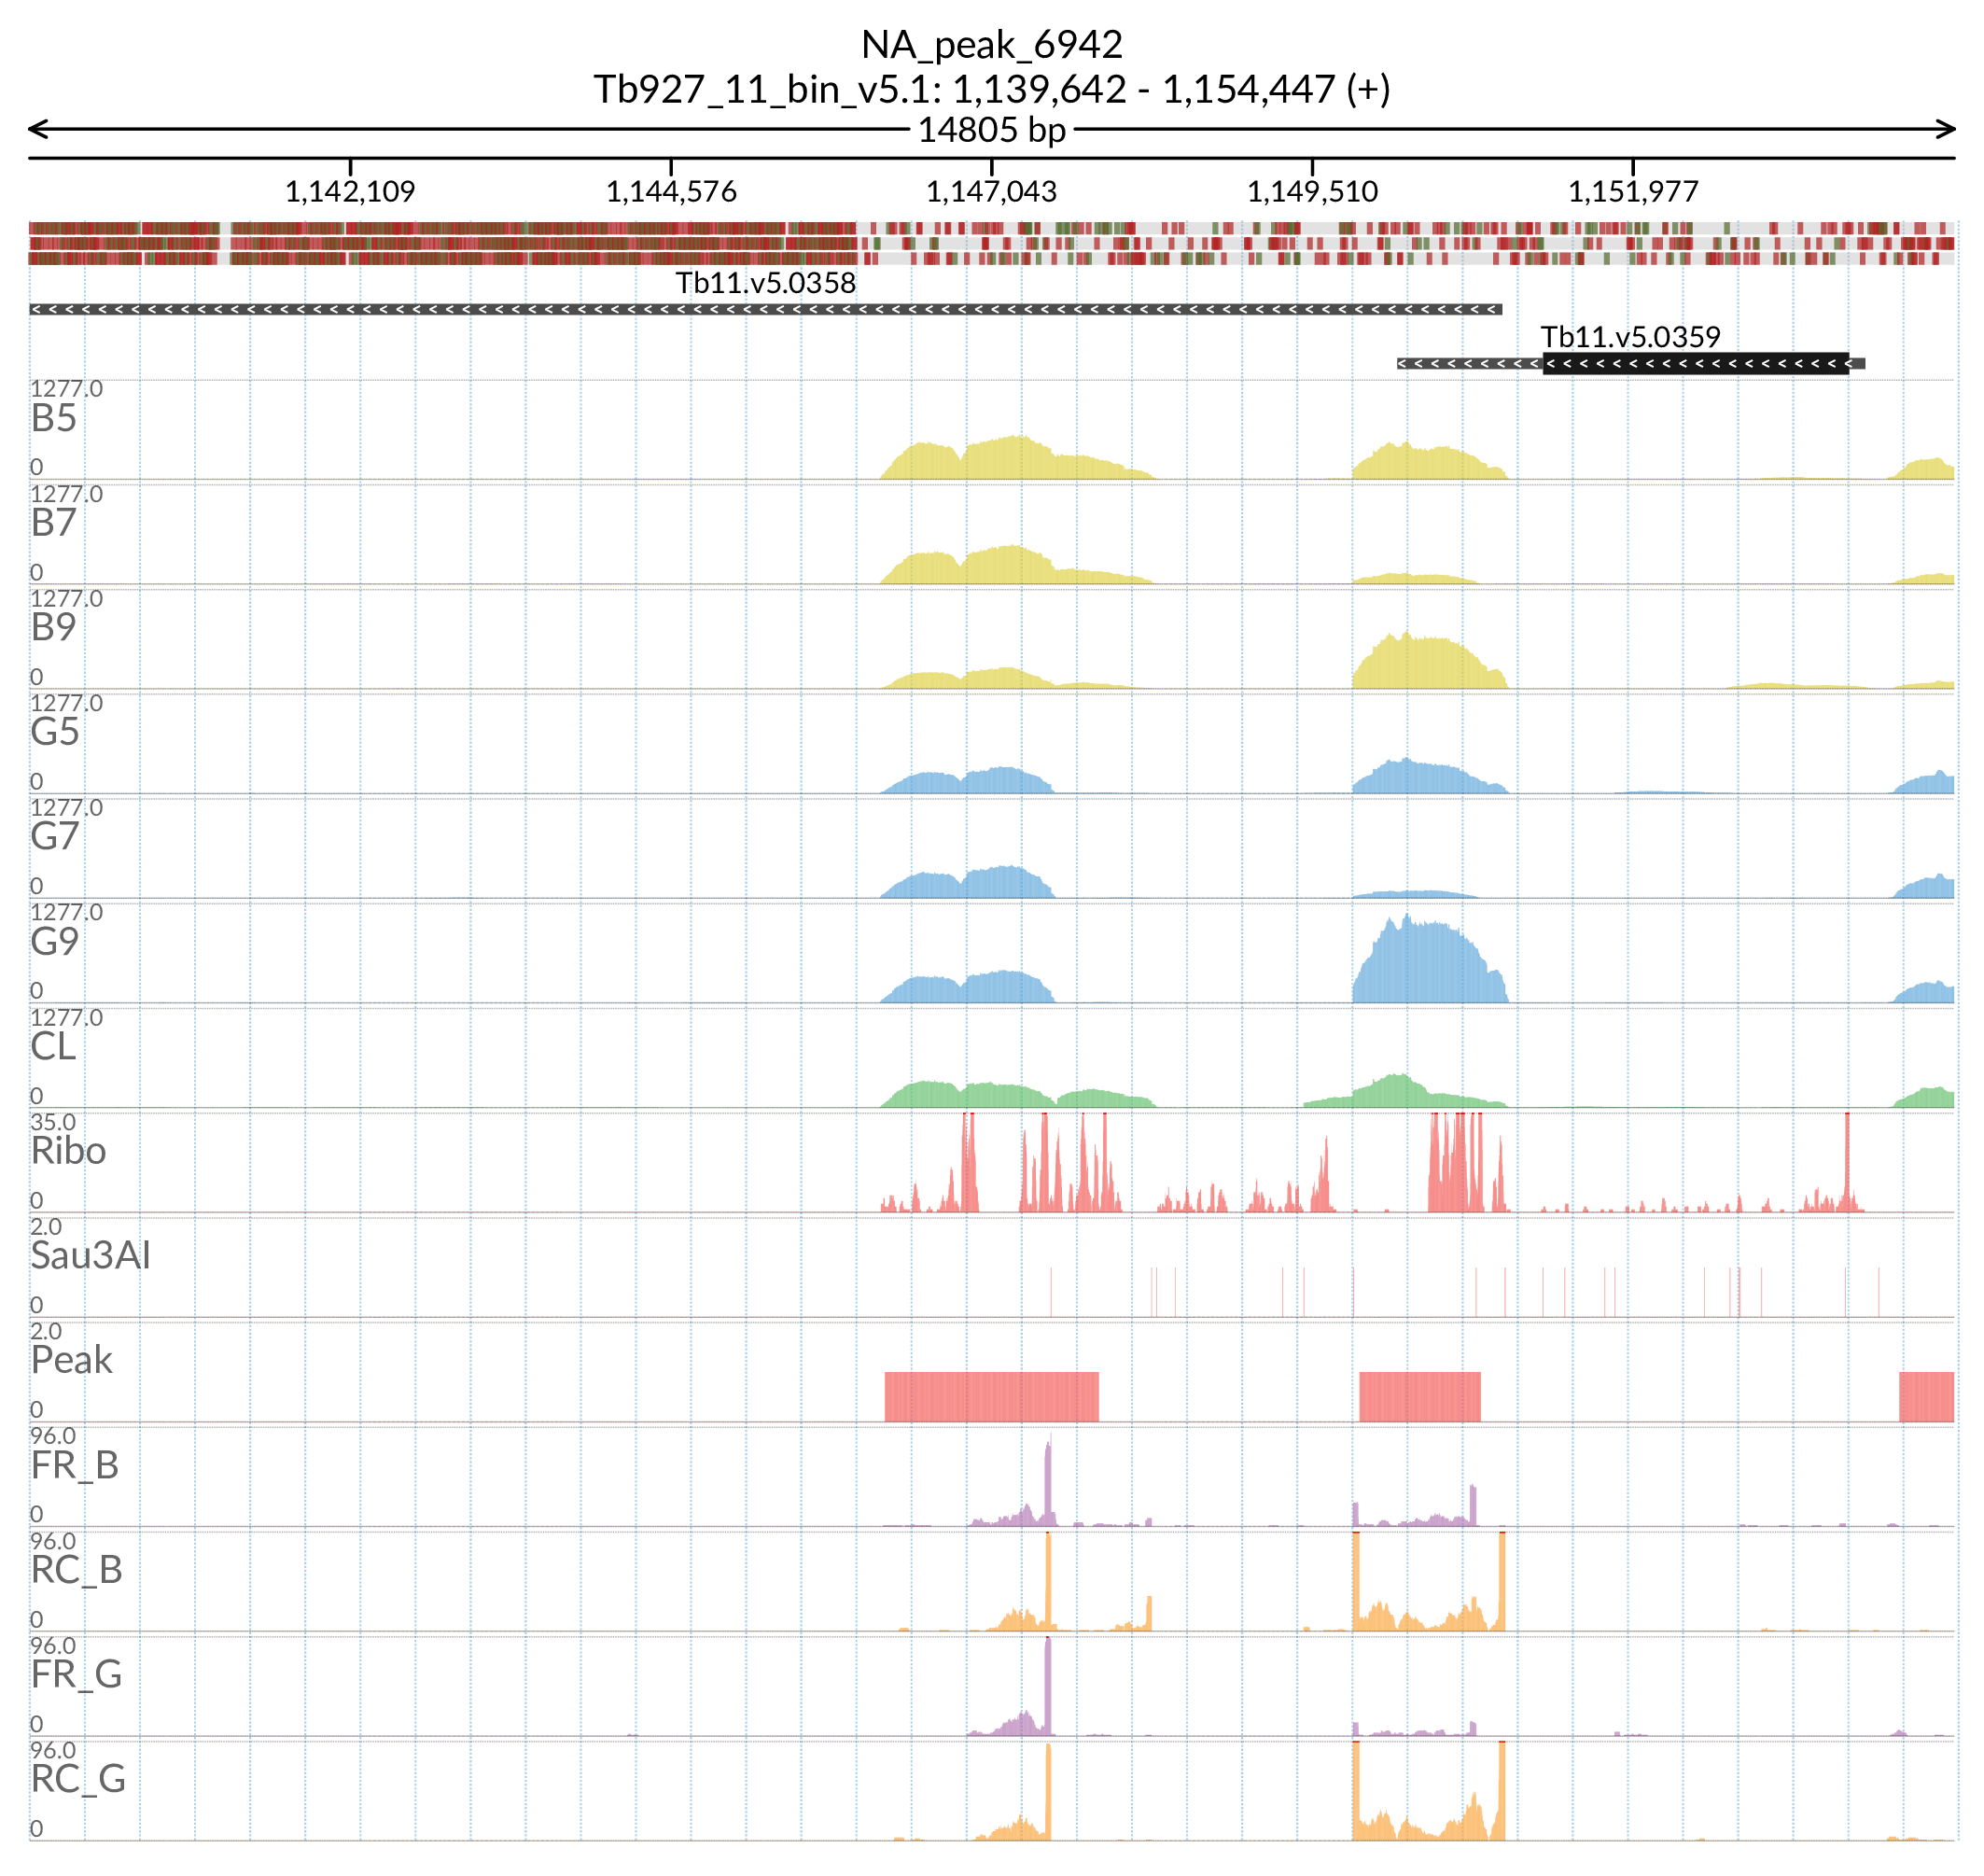 NA_peak_6942
Tb927_11_bin_v5.1: 1,139,642 - 1,154,447 (+)
14805 bp
1,142,109 1,144,576 1,147,043 1,149,510 1,151,977
Tb11.v5.0358
Tb11.v5.0359
1277.0
B5
0
1277.0
B7
0
1277.0
B9
0
1277.0
G5
0
1277.0
G7
0
1277.0
G9
0
1277.0
CL
0
35.0
Ribo
0
2.0
Sau3AI
0
2.0
Peak
0
96.0
FR_B
0
96.0
RC_B
0
96.0
FR_G
0
96.0
RC_G
0